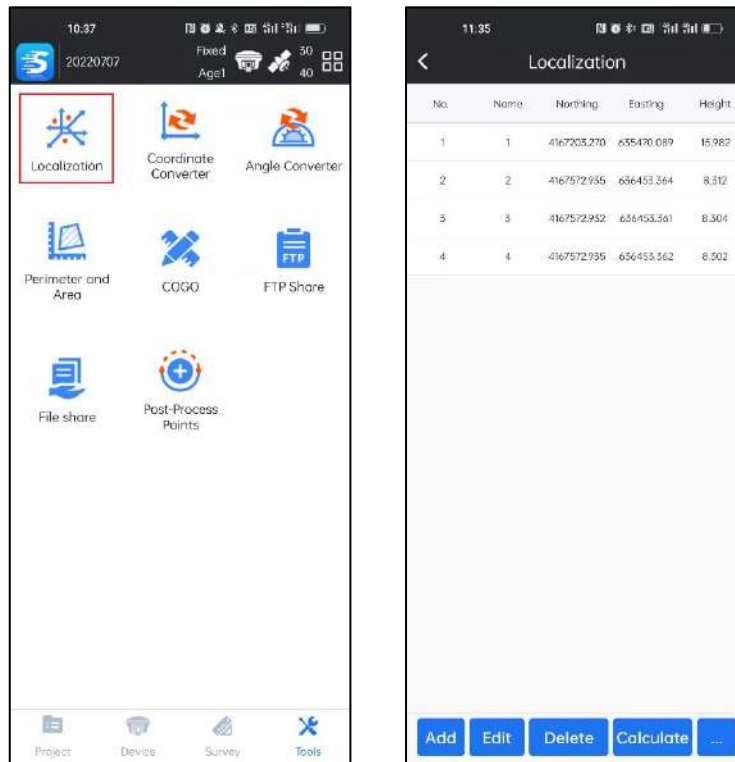 10:37
20220707
Fixed 30
Age1 40
Localization
Coordinate
Converter
Angle Converter
Perimeter and
Area
COGO
FTP
FTP Share
File share
Post-Process
Points
Project Device Survey Tools
11:35
Localization
No. Name Northing Easting Height
1 1 4167203.270 635470.089 15.982
2 2 4167572.935 636453.364 8.312
3 3 4167572.932 636453.361 8.304
4 4 4167572.935 636453.362 8.302
Add Edit Delete Calculate ...